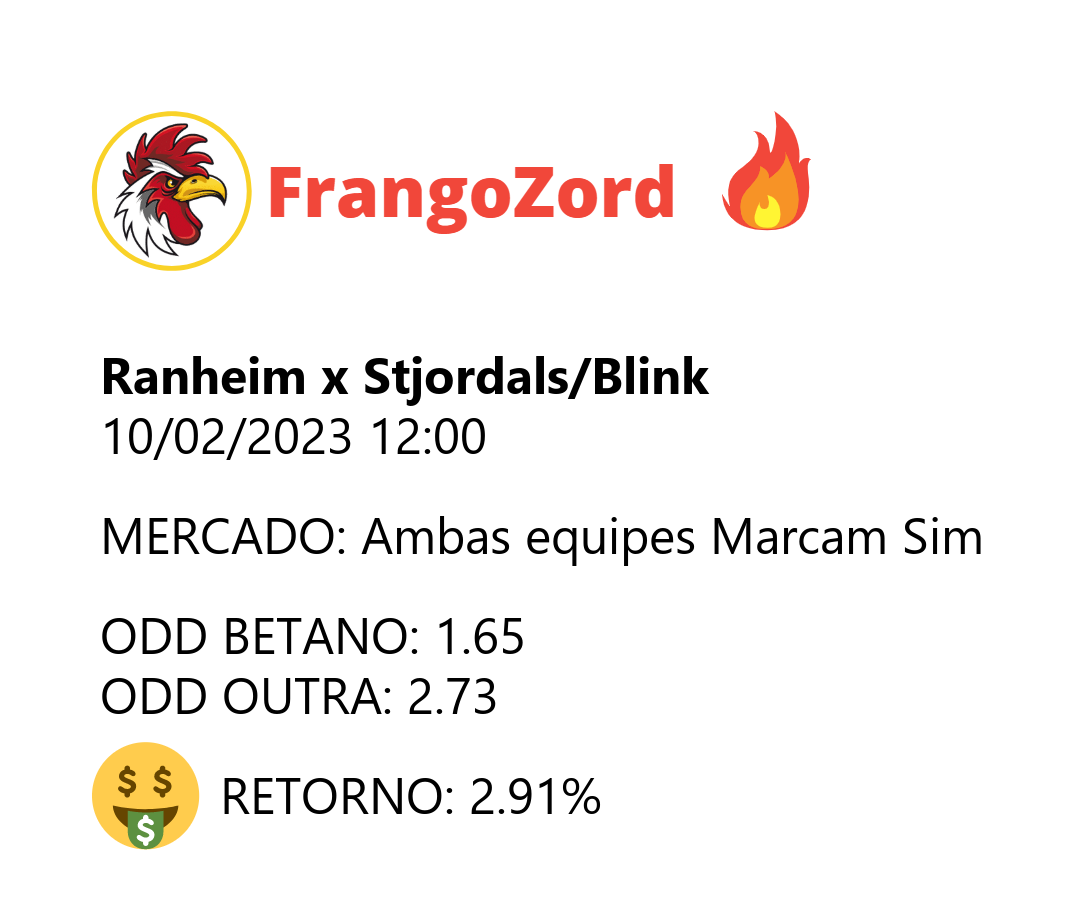 FrangoZord
Ranheim x Stjordals/Blink
10/02/2023 12:00
MERCADO: Ambas equipes Marcam Sim
ODD BETANO: 1.65
ODD OUTRA: 2.73
RETORNO: 2.91%